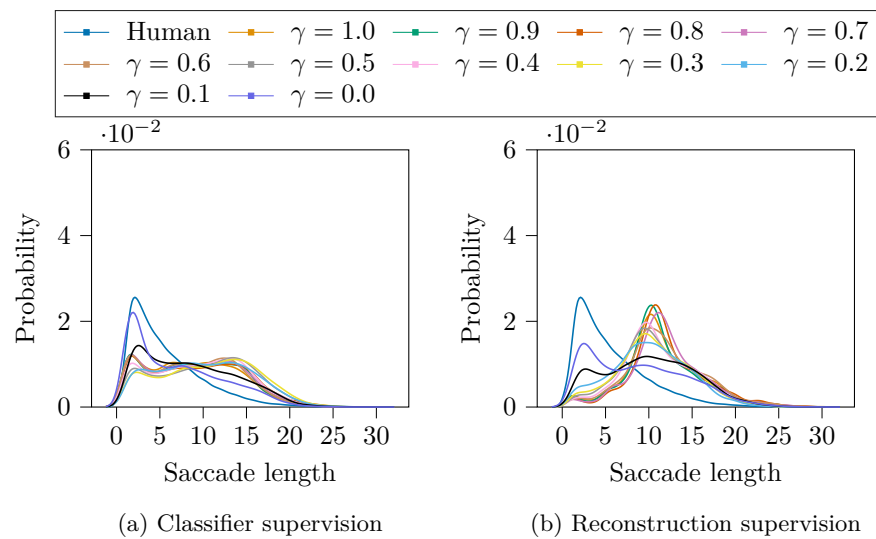 Human γ = 1.0 γ = 0.9 γ = 0.8 γ = 0.7
γ = 0.6 γ = 0.5 γ = 0.4 γ = 0.3 γ = 0.2
γ = 0.1 γ = 0.0
·10⁻²
6
4
2
0
Probability
0 5 10 15 20 25 30
Saccade length
(a) Classifier supervision
·10⁻²
6
4
2
0
Probability
0 5 10 15 20 25 30
Saccade length
(b) Reconstruction supervision